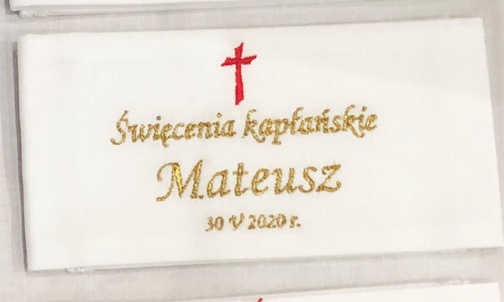 Święcenia kapłańskie
Mateusz
30 V 2020 r.